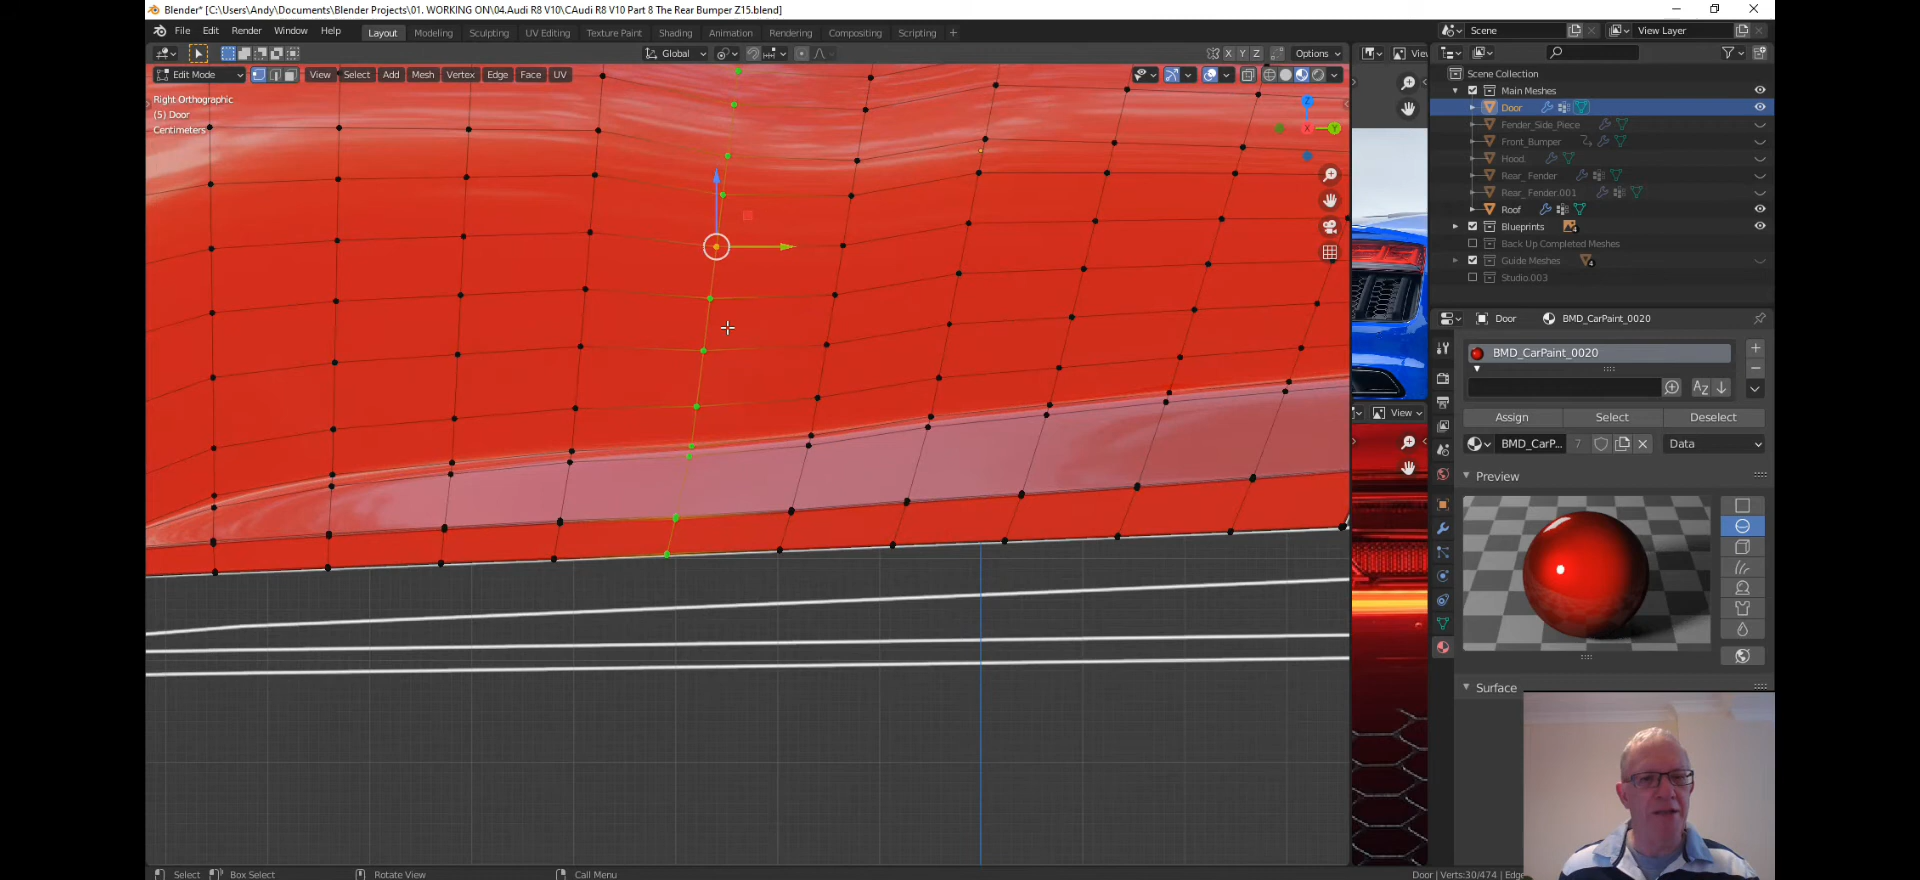 Blender* [C:\Users\Andy\Documents\Blender Projects\01. WORKING ON\04.Audi R8 V10\CAudi R8 V10 Part 8 The Rear Bumper Z15.blend]
File Edit Render Window Help Layout Modeling Sculpting UV Editing Texture Paint Shading Animation Rendering Compositing Scripting +
Scene View Layer
Global X Y Z Options
Edit Mode View Select Add Mesh Vertex Edge Face UV
Right Orthographic
(5) Door
Centimeters
Z
X
Y
View
Scene Collection
Main Meshes
Door
Fender_Side_Piece
Front_Bumper
Hood
Rear_Fender
Rear_Fender.001
Roof
Blueprints
Back Up Completed Meshes
Guide Meshes
Studio.003
Door BMD_CarPaint_0020
BMD_CarPaint_0020
Assign Select Deselect
BMD_CarP... 7 Data
Preview
Surface
Select Box Select Rotate View Call Menu
Door | Verts:30/474 | Edge